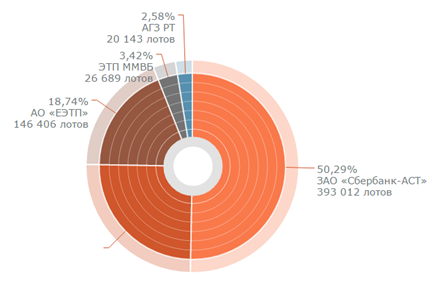 2,58%
АГЗ РТ
20 143 лотов
3,42%
ЭТП ММВБ
26 689 лотов
18,74%
АО «ЕЭТП»
146 406 лотов
50,29%
ЗАО «Сбербанк-АСТ»
393 012 лотов